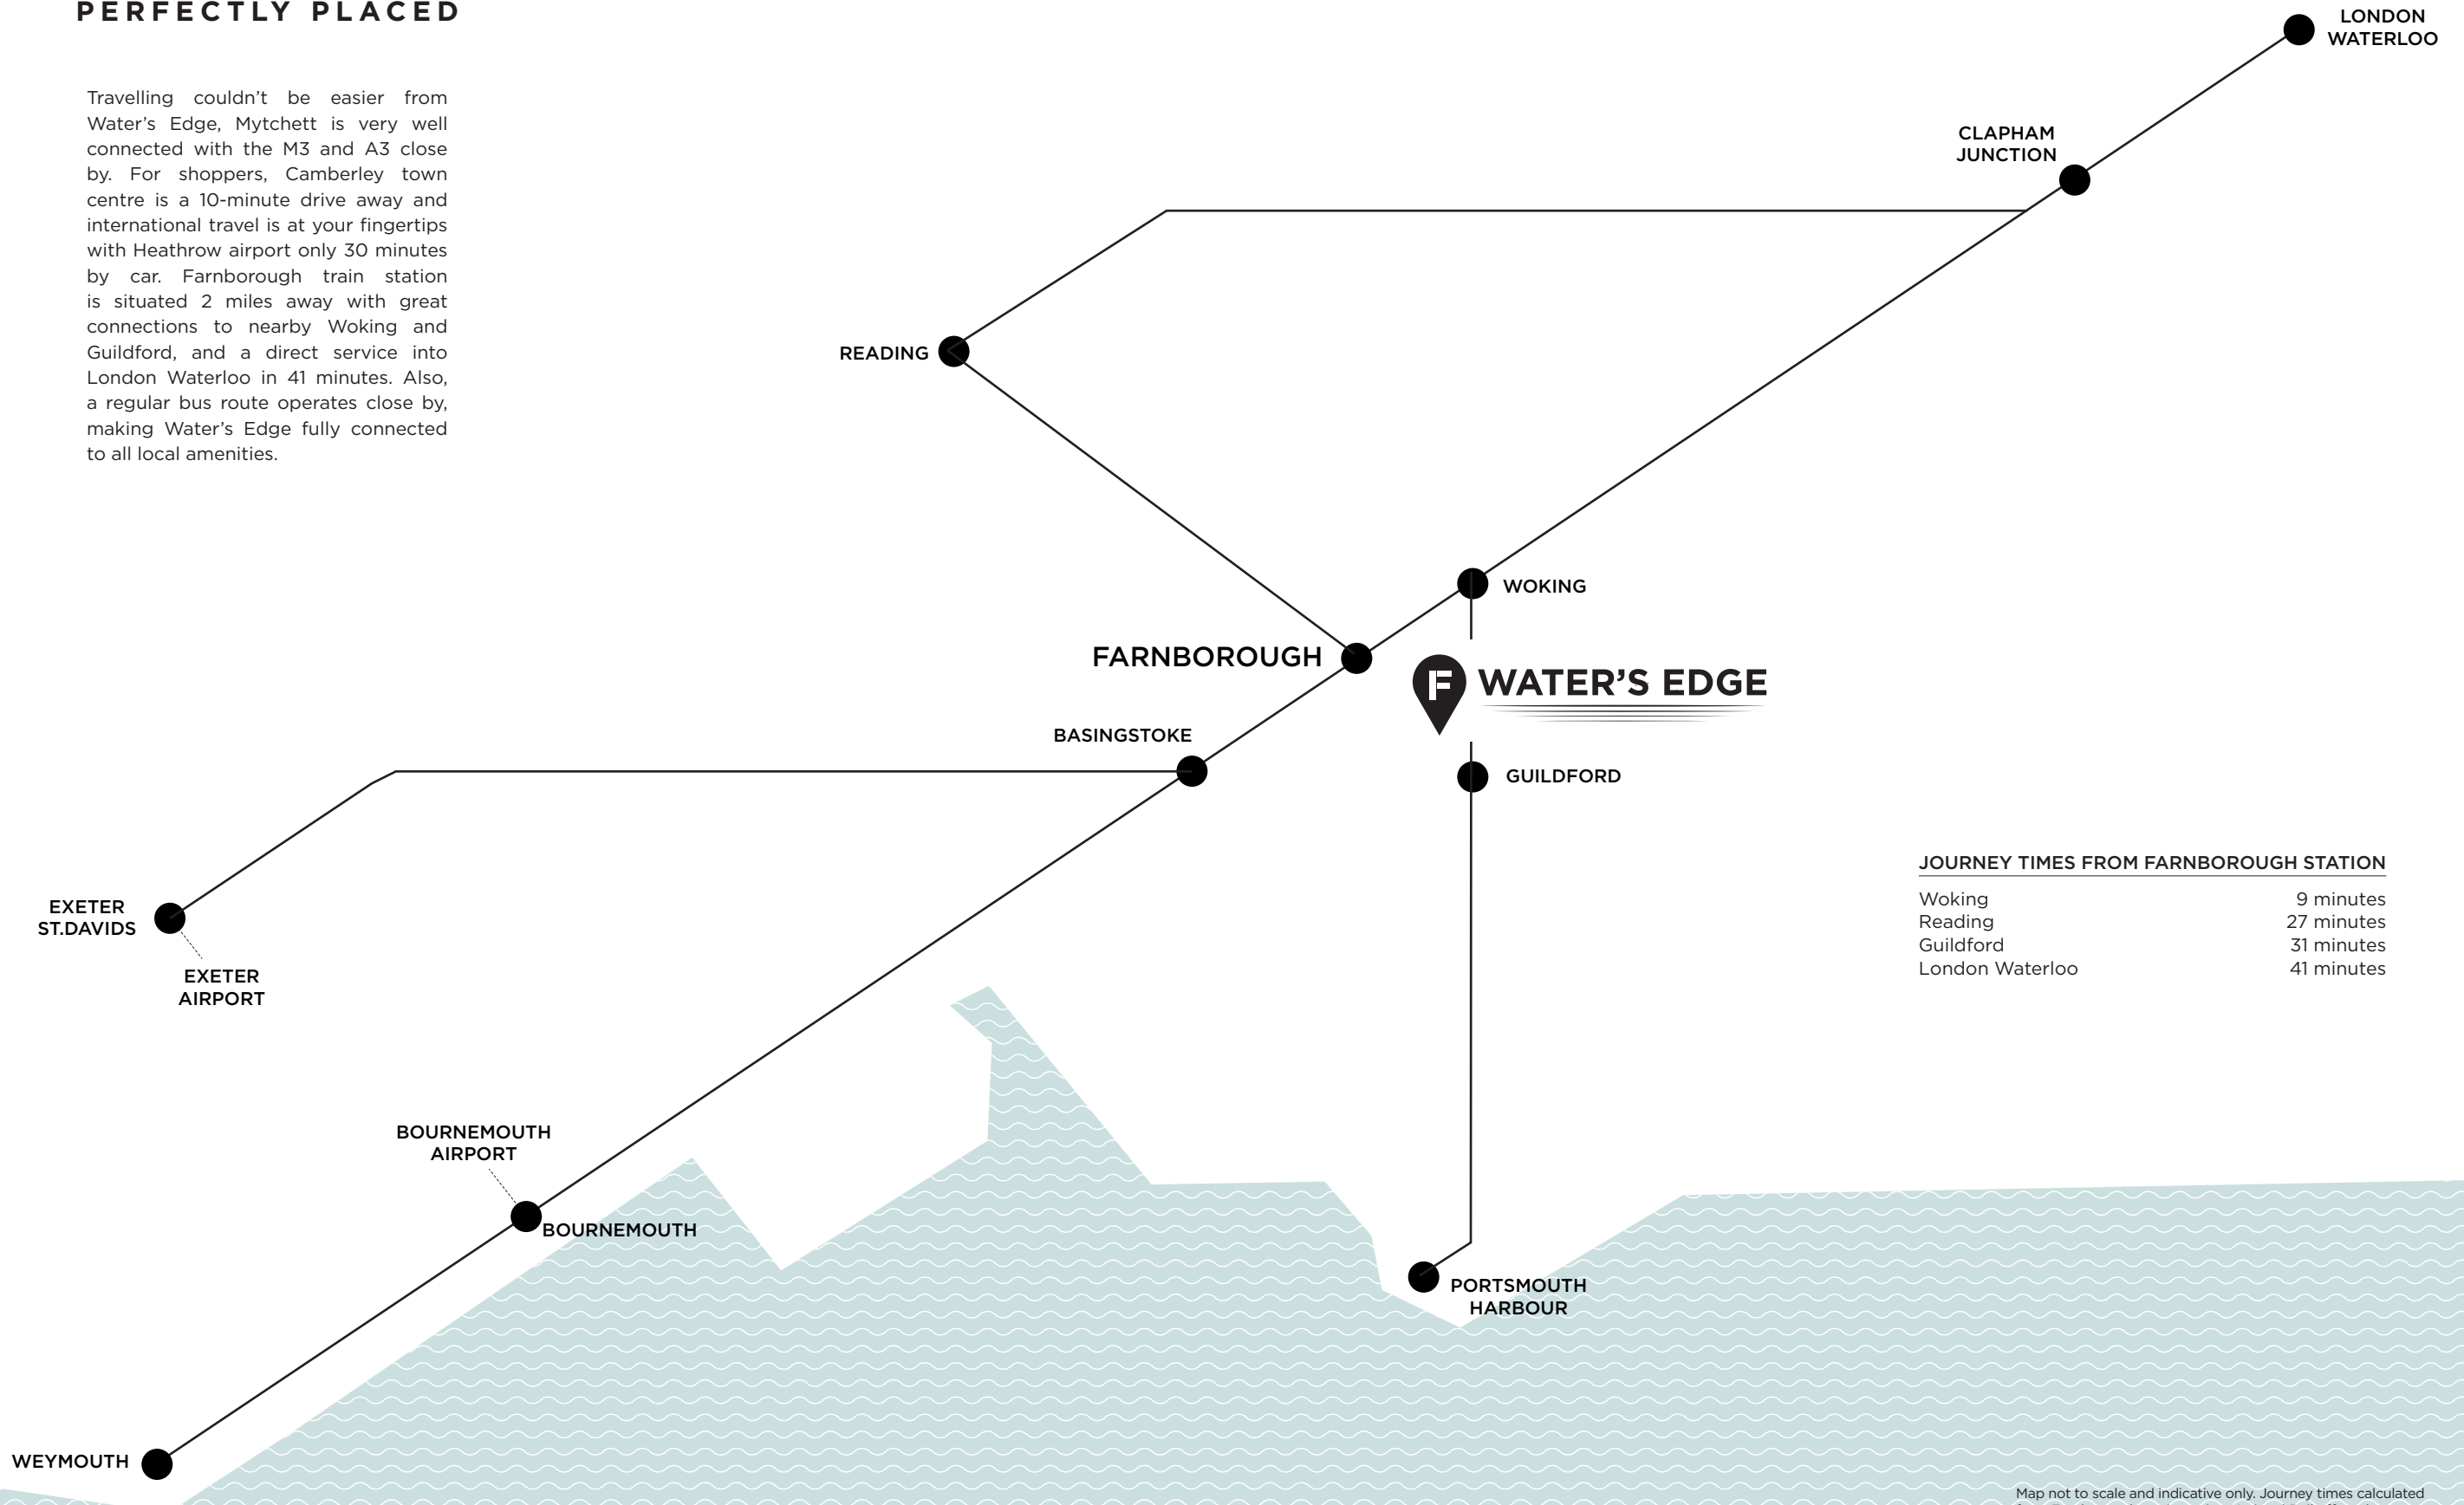 PERFECTLY PLACED
Travelling couldn't be easier from
Water's Edge, Mytchett is very well
connected with the M3 and A3 close
by. For shoppers, Camberley town
centre is a 10-minute drive away and
international travel is at your fingertips
with Heathrow airport only 30 minutes
by car. Farnborough train station
is situated 2 miles away with great
connections to nearby Woking and
Guildford, and a direct service into
London Waterloo in 41 minutes. Also,
a regular bus route operates close by,
making Water's Edge fully connected
to all local amenities.
LONDON
WATERLOO
CLAPHAM
JUNCTION
READING
WOKING
FARNBOROUGH
F WATER'S EDGE
BASINGSTOKE
GUILDFORD
JOURNEY TIMES FROM FARNBOROUGH STATION
Woking 9 minutes
Reading 27 minutes
Guildford 31 minutes
London Waterloo 41 minutes
EXETER
ST.DAVIDS
EXETER
AIRPORT
BOURNEMOUTH
AIRPORT
BOURNEMOUTH
PORTSMOUTH
HARBOUR
WEYMOUTH
Map not to scale and indicative only. Journey times calculated